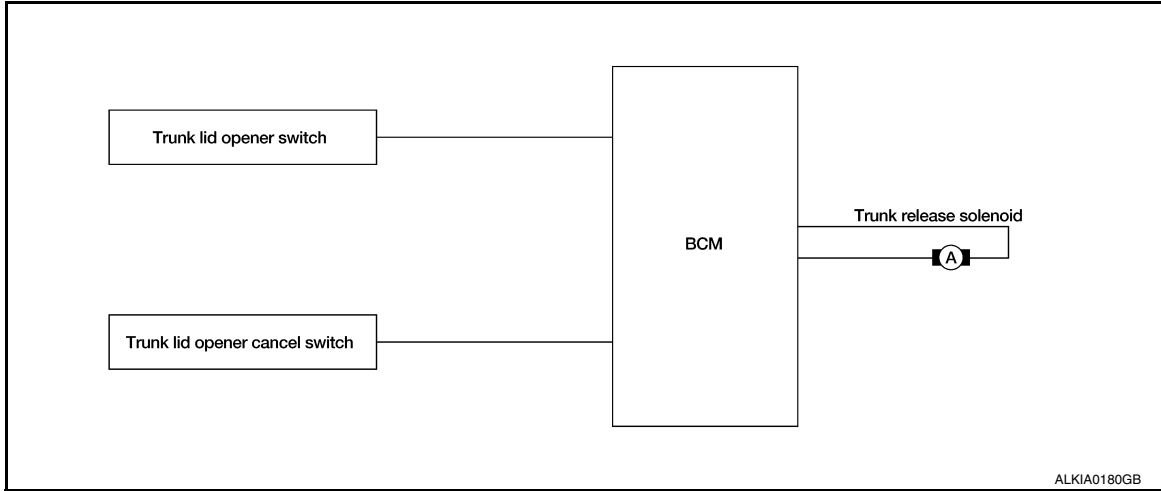 Trunk lid opener switch
BCM
Trunk release solenoid
A
Trunk lid opener cancel switch
ALKIA0180GB